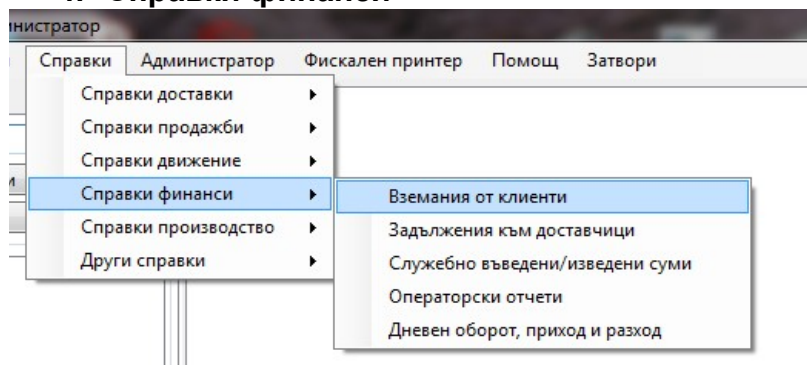 нистратор
Справки Администратор Фискален принтер Помощ Затвори
Справки доставки
Справки продажби
Справки движение
Справки финанси
Справки производство
Други справки
Вземания от клиенти
Задължения към доставчици
Служебно въведени/изведени суми
Операторски отчети
Дневен оборот, приход и разход